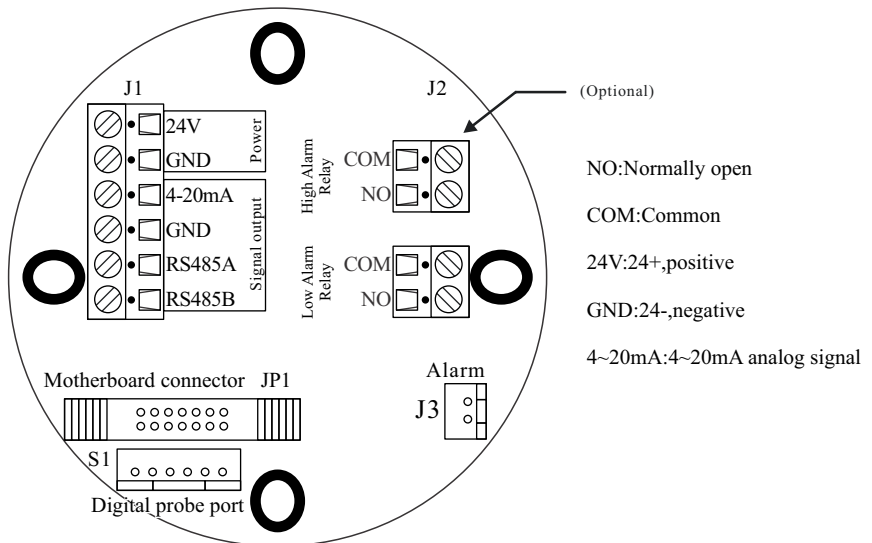 J1
24V
GND
4-20mA
GND
RS485A
RS485B
Power
Signal output
J2
(Optional)
High Alarm
Relay
COM
NO
Low Alarm
Relay
COM
NO
NO:Normally open
COM:Common
24V:24+,positive
GND:24-,negative
4~20mA:4~20mA analog signal
Motherboard connector JP1
Alarm
J3
S1
Digital probe port